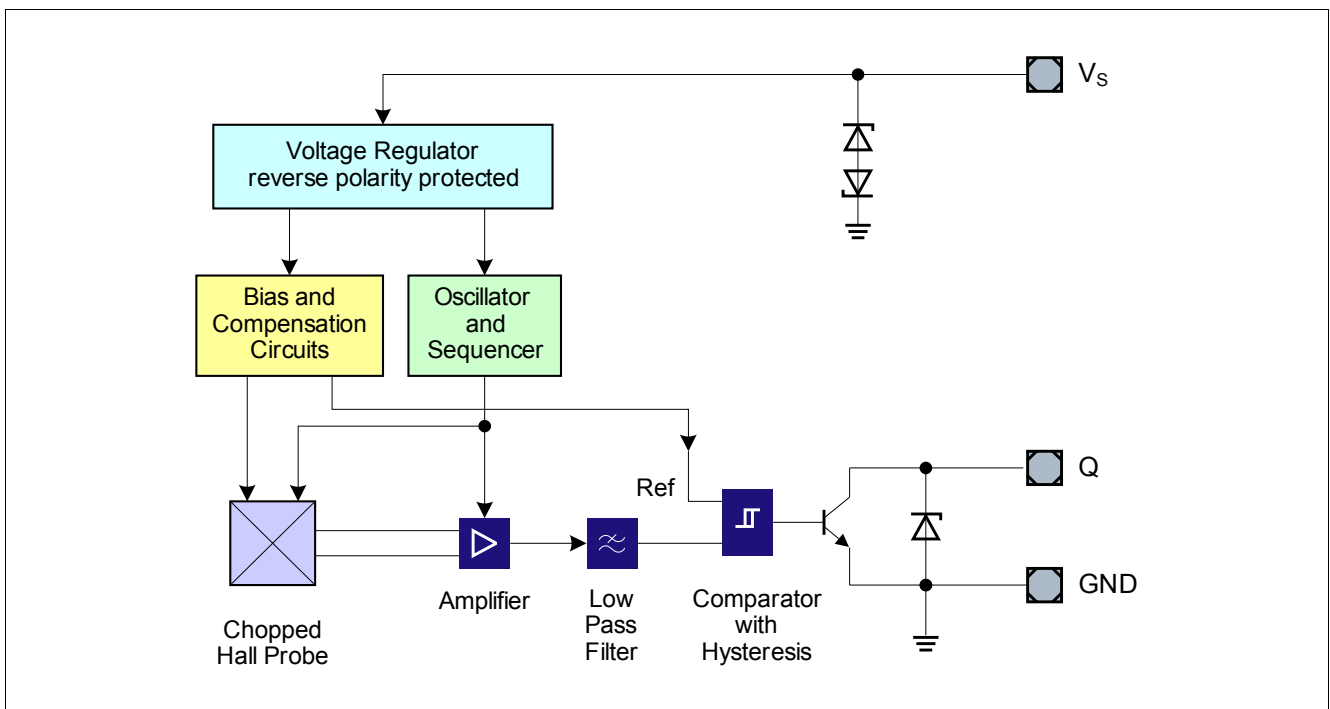 V_S
Voltage Regulator
reverse polarity protected
Bias and
Compensation
Circuits
Oscillator
and
Sequencer
Ref
Q
GND
Amplifier
Low
Pass
Filter
Comparator
with
Hysteresis
Chopped
Hall Probe